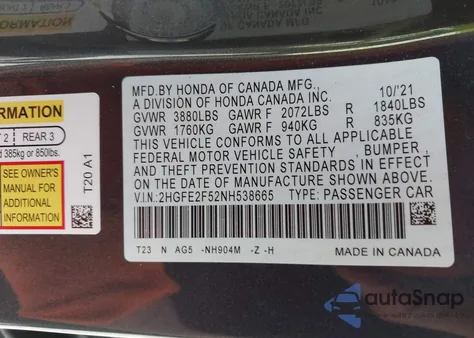 MFD.BY HONDA OF CANADA MFG., 10/'21
A DIVISION OF HONDA CANADA INC.
GVWR 3880LBS GAWR F 2072LBS R 1840LBS
GVWR 1760KG GAWR F 940KG R 835KG
THIS VEHICLE CONFORMS TO ALL APPLICABLE
FEDERAL MOTOR VEHICLE SAFETY , BUMPER ,
AND THEFT PREVENTION STANDARDS IN EFFECT
ON THE DATE OF MANUFACTURE SHOWN ABOVE.
V.I.N:2HGFE2F52NH538665 TYPE: PASSENGER CAR
T23 N AG5 -NH904M -Z -H
MADE IN CANADA
RMATION
2 REAR 3
d 385kg or 850lbs.
SEE OWNER'S
MANUAL FOR
ADDITIONAL
INFORMATION
T20 A1
autoSnap